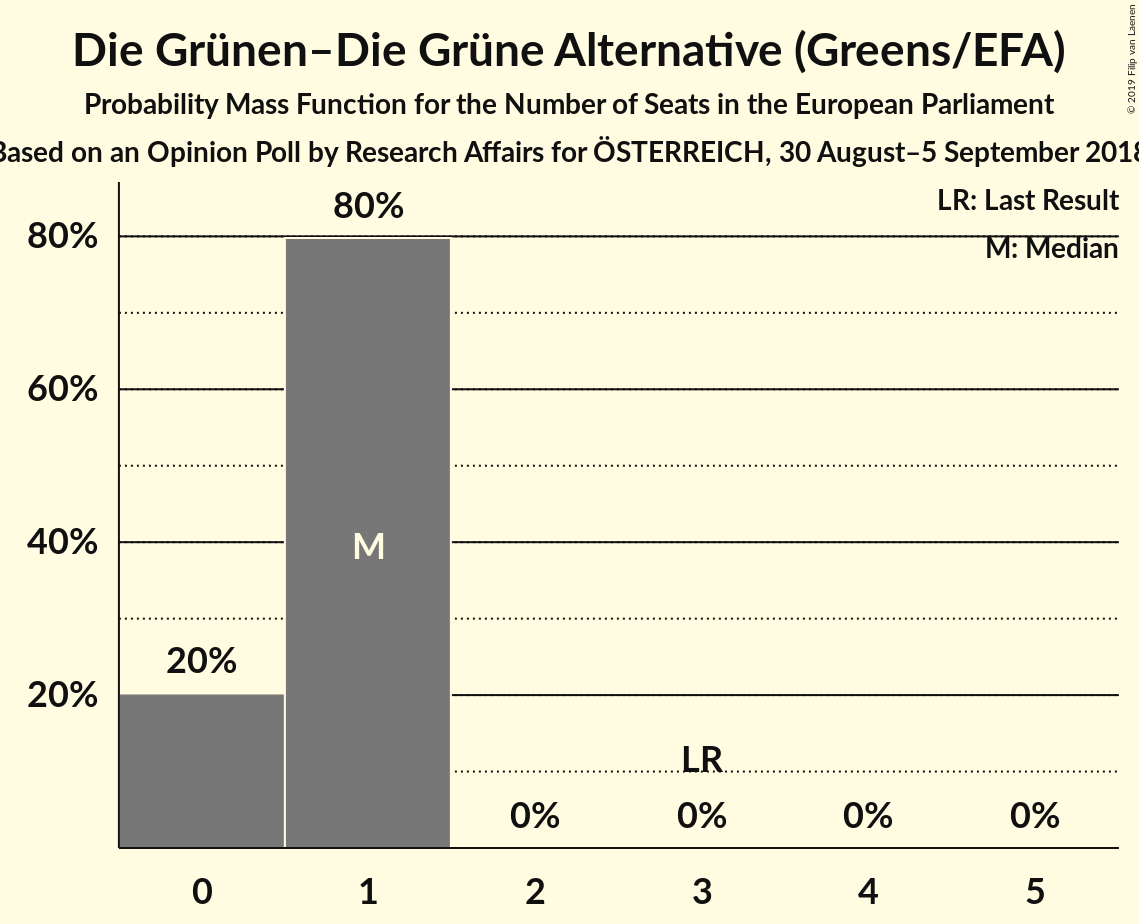 Die Grünen–Die Grüne Alternative (Greens/EFA)
Probability Mass Function for the Number of Seats in the European Parliament
Based on an Opinion Poll by Research Affairs for ÖSTERREICH, 30 August–5 September 2018
© 2019 Filip van Laenen
LR: Last Result
M: Median
80%
80%
60%
40%
M
20%
20%
LR
0% 0% 0% 0%
0 1 2 3 4 5